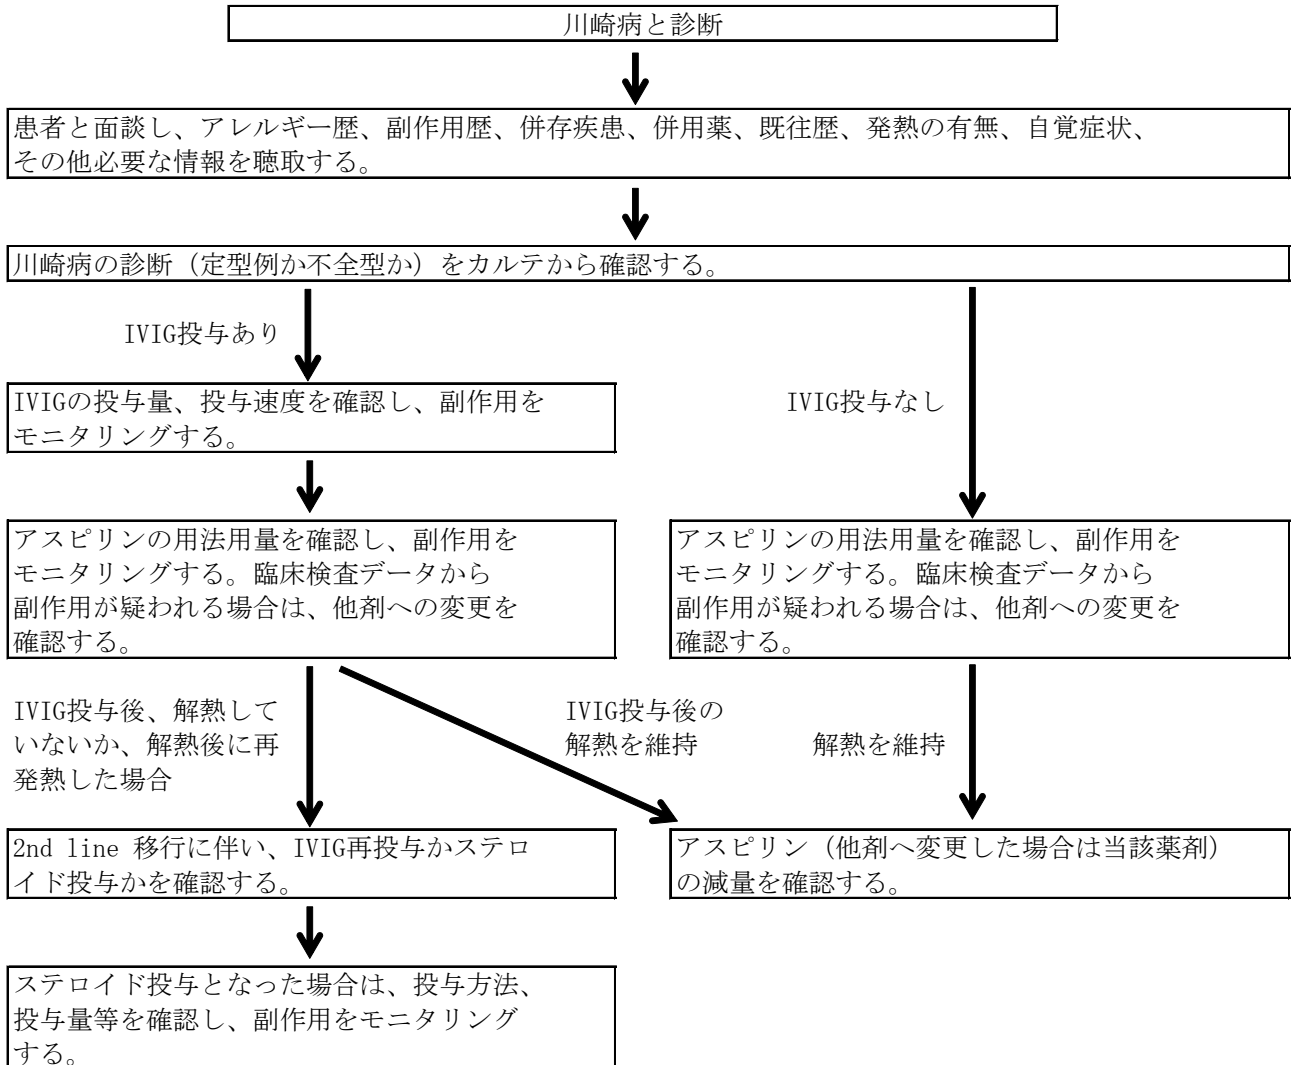 川崎病と診断
患者と面談し、アレルギー歴、副作用歴、併存疾患、併用薬、既往歴、発熱の有無、自覚症状、
その他必要な情報を聴取する。
川崎病の診断（定型例か不全型か）をカルテから確認する。
IVIG投与あり
IVIGの投与量、投与速度を確認し、副作用を
モニタリングする。
IVIG投与なし
アスピリンの用法用量を確認し、副作用を
モニタリングする。臨床検査データから
副作用が疑われる場合は、他剤への変更を
確認する。
アスピリンの用法用量を確認し、副作用を
モニタリングする。臨床検査データから
副作用が疑われる場合は、他剤への変更を
確認する。
IVIG投与後、解熱して
いないか、解熱後に再
発熱した場合
IVIG投与後の
解熱を維持
解熱を維持
2nd line 移行に伴い、IVIG再投与かステロ
イド投与かを確認する。
アスピリン（他剤へ変更した場合は当該薬剤）
の減量を確認する。
ステロイド投与となった場合は、投与方法、
投与量等を確認し、副作用をモニタリング
する。